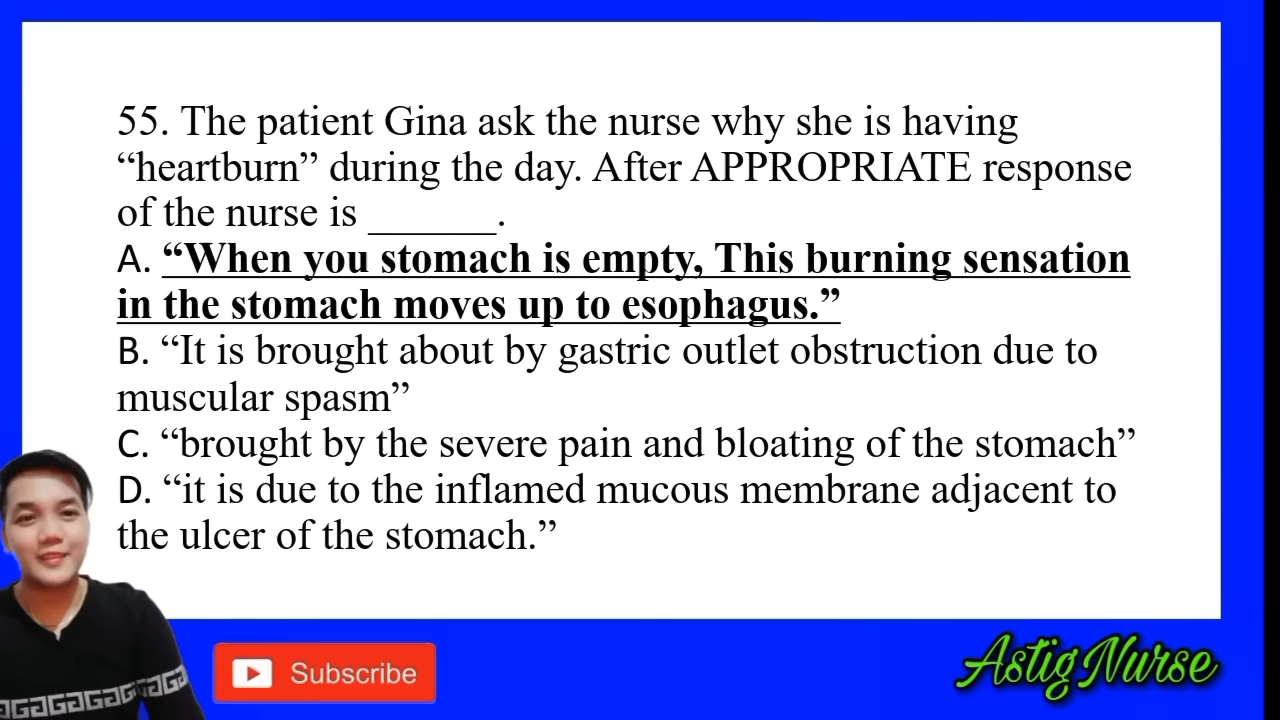 55. The patient Gina ask the nurse why she is having
“heartburn” during the day. After APPROPRIATE response
of the nurse is ______.
A. “When you stomach is empty, This burning sensation
in the stomach moves up to esophagus.”
B. “It is brought about by gastric outlet obstruction due to
muscular spasm”
C. “brought by the severe pain and bloating of the stomach”
D. “it is due to the inflamed mucous membrane adjacent to
the ulcer of the stomach.”
Subscribe
Astig Nurse